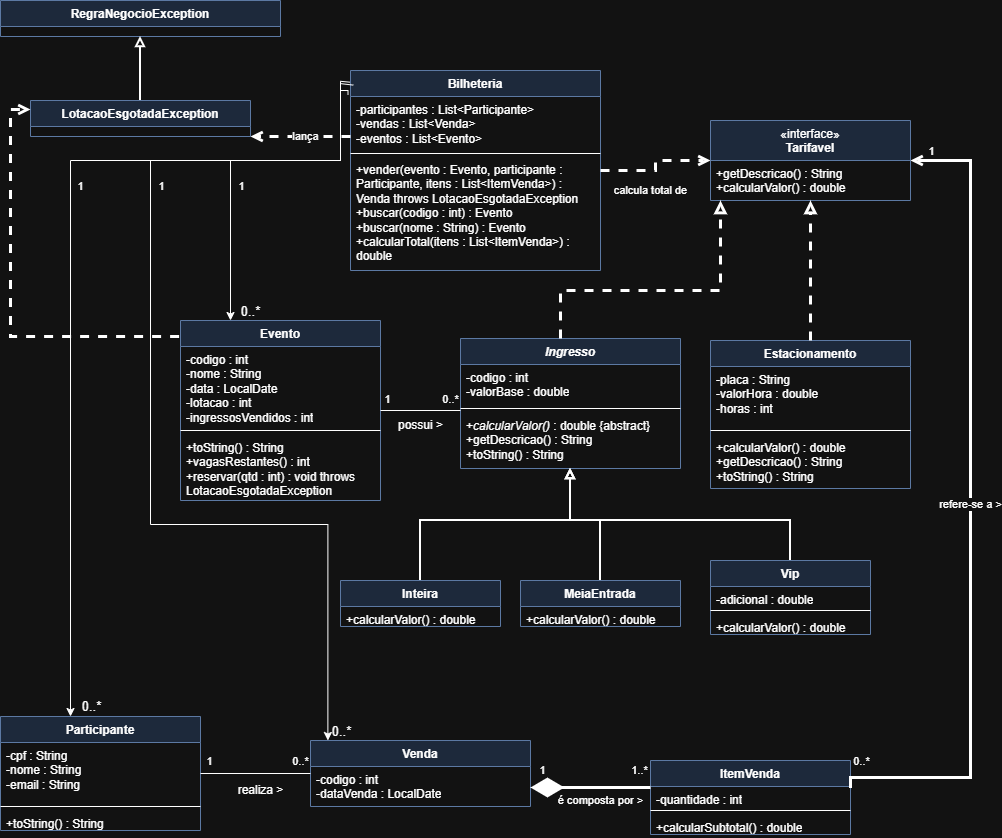 RegraNegocioException
LotacaoEsgotadaException
lança
Bilheteria
-participantes : List<Participante>
-vendas : List<Venda>
-eventos : List<Evento>
+vender(evento : Evento, participante :
Participante, itens : List<ItemVenda>) :
Venda throws LotacaoEsgotadaException
+buscar(codigo : int) : Evento
+buscar(nome : String) : Evento
+calcularTotal(itens : List<ItemVenda>) :
double
calcula total de
«interface»
Tarifavel
+getDescricao() : String
+calcularValor() : double
1
1
1
1
0..*
Evento
-codigo : int
-nome : String
-data : LocalDate
-lotacao : int
-ingressosVendidos : int
+toString() : String
+vagasRestantes() : int
+reservar(qtd : int) : void throws
LotacaoEsgotadaException
1
0..*
possui >
Ingresso
-codigo : int
-valorBase : double
+calcularValor() : double {abstract}
+getDescricao() : String
+toString() : String
Estacionamento
-placa : String
-valorHora : double
-horas : int
+calcularValor() : double
+getDescricao() : String
+toString() : String
refere-se a >
Inteira
+calcularValor() : double
MeiaEntrada
+calcularValor() : double
Vip
-adicional : double
+calcularValor() : double
0..*
Participante
-cpf : String
-nome : String
-email : String
+toString() : String
1
0..*
realiza >
0..*
Venda
-codigo : int
-dataVenda : LocalDate
1
1..*
é composta por >
0..*
ItemVenda
-quantidade : int
+calcularSubtotal() : double